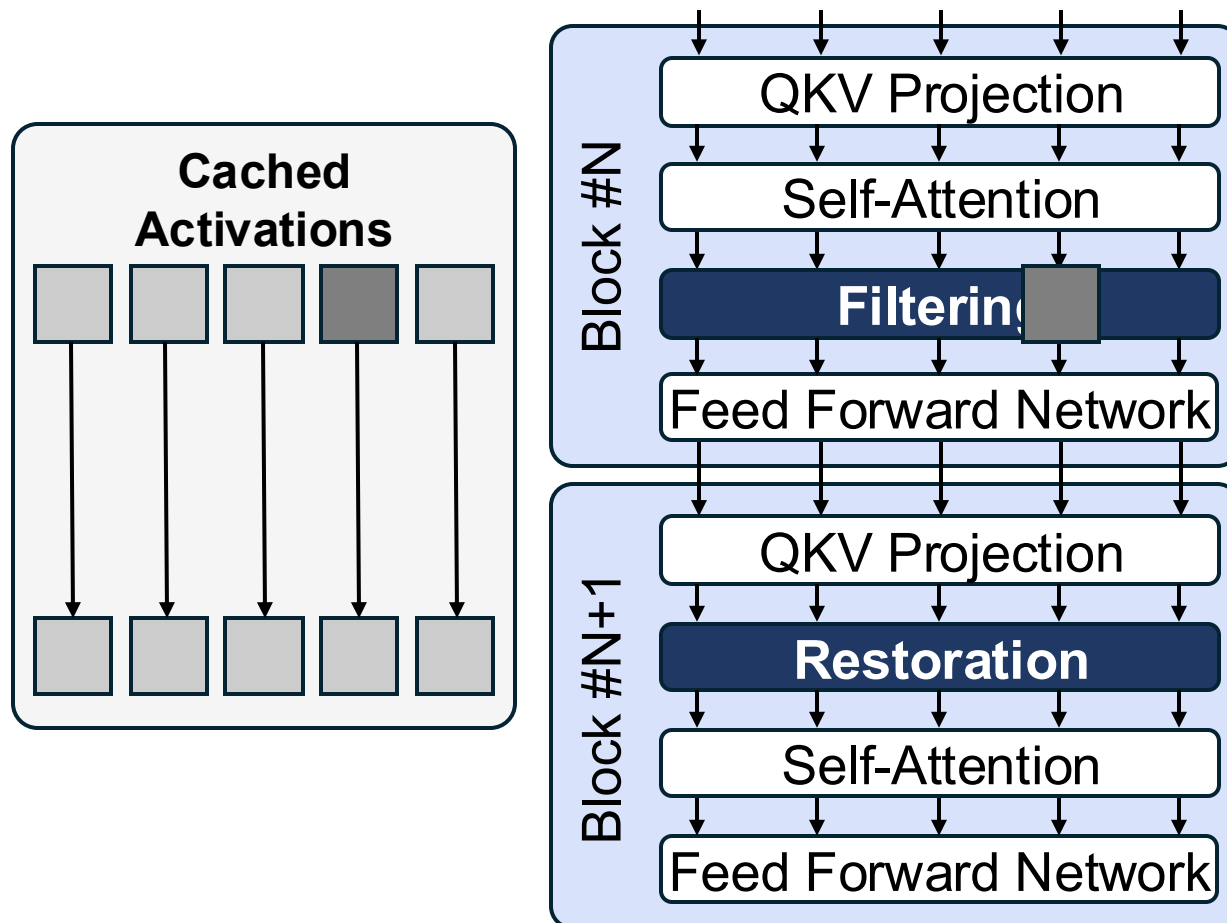 Cached
Activations
Block #N
QKV Projection
Self-Attention
Filtering
Feed Forward Network
Block #N+1
QKV Projection
Restoration
Self-Attention
Feed Forward Network